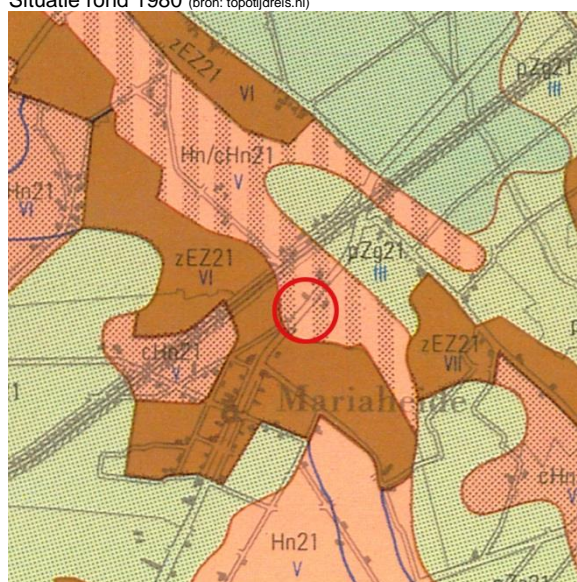 Situatie rond 1980 (bron: topotijdreis.nl)
zEZ21
VI
pZg21
III
Hn/cHn21
V
Hn21
VI
zEZ21
VI
pZg21
III
cHn21
V
zEZ21
VII
Mariaheide
cHn
V
Hn21
V